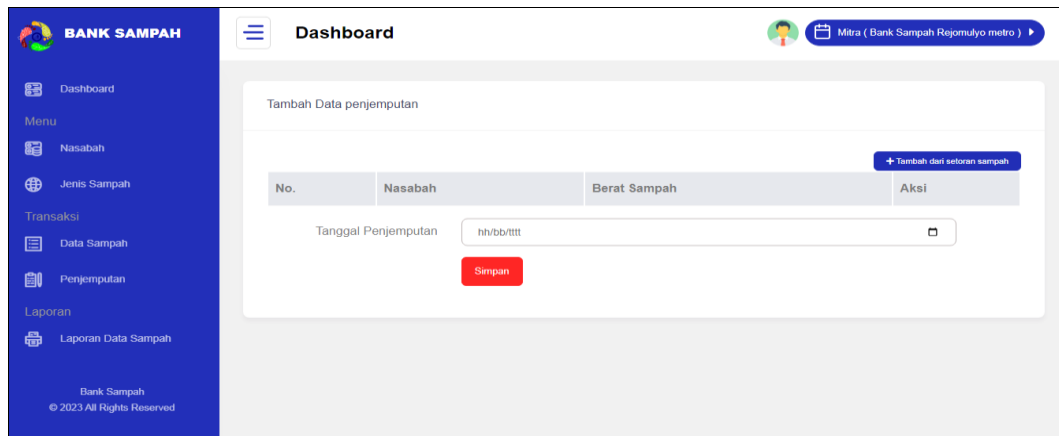 BANK SAMPAH
Dashboard
Mitra ( Bank Sampah Rejomulyo metro )
Dashboard
Menu
Nasabah
Jenis Sampah
Transaksi
Data Sampah
Penjemputan
Laporan
Laporan Data Sampah
Bank Sampah
© 2023 All Rights Reserved
Tambah Data penjemputan
+ Tambah dari setoran sampah
No. Nasabah Berat Sampah Aksi
Tanggal Penjemputan hh/bb/tttt
Simpan